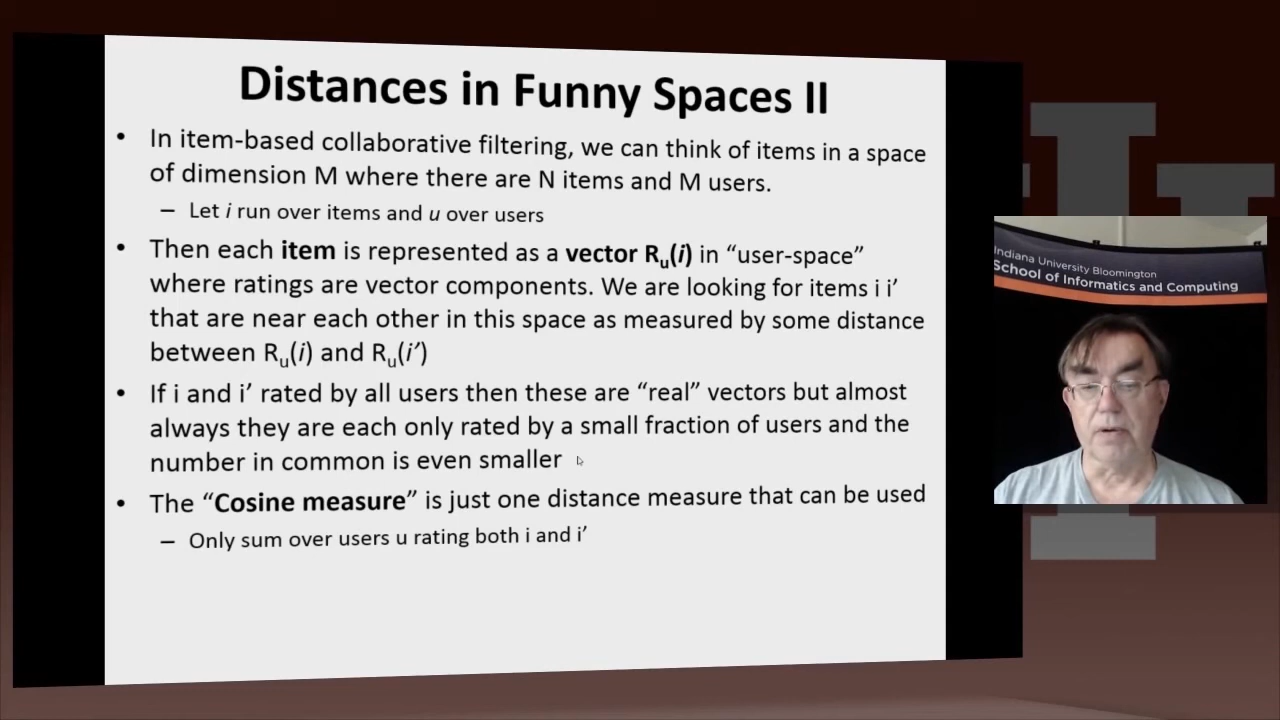 Distances in Funny Spaces II
• In item-based collaborative filtering, we can think of items in a space
of dimension M where there are N items and M users.
– Let i run over items and u over users
• Then each item is represented as a vector Ru(i) in “user-space”
where ratings are vector components. We are looking for items i i’
that are near each other in this space as measured by some distance
between Ru(i) and Ru(i’)
• If i and i’ rated by all users then these are “real” vectors but almost
always they are each only rated by a small fraction of users and the
number in common is even smaller
• The “Cosine measure” is just one distance measure that can be used
– Only sum over users u rating both i and i’
Indiana University Bloomington
School of Informatics and Computing